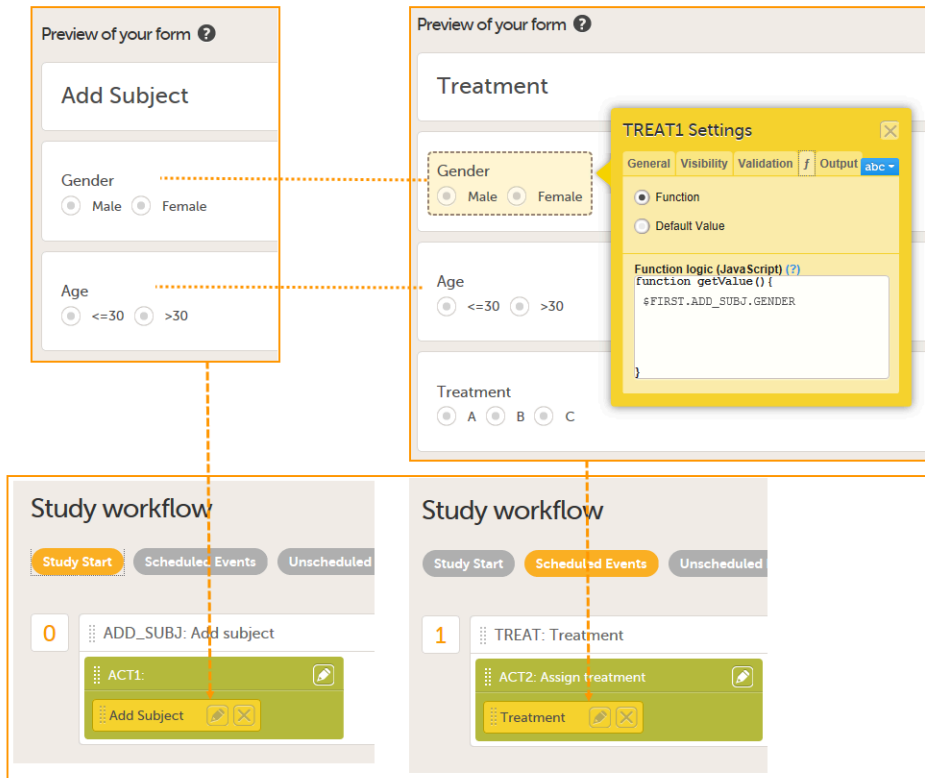 Preview of your form ?
Add Subject
Gender
Male Female
Age
<=30 >30
Preview of your form ?
Treatment
Gender
Male Female
Age
<=30 >30
Treatment
A B C
TREAT1 Settings
General Visibility Validation f Output abc
Function
Default Value
Function logic (JavaScript) (?)
function getValue(){
$FIRST.ADD_SUBJ.GENDER
}
Study workflow
Study Start Scheduled Events Unscheduled
0 ADD_SUBJ: Add subject
ACT1:
Add Subject
Study workflow
Study Start Scheduled Events Unscheduled
1 TREAT: Treatment
ACT2: Assign treatment
Treatment